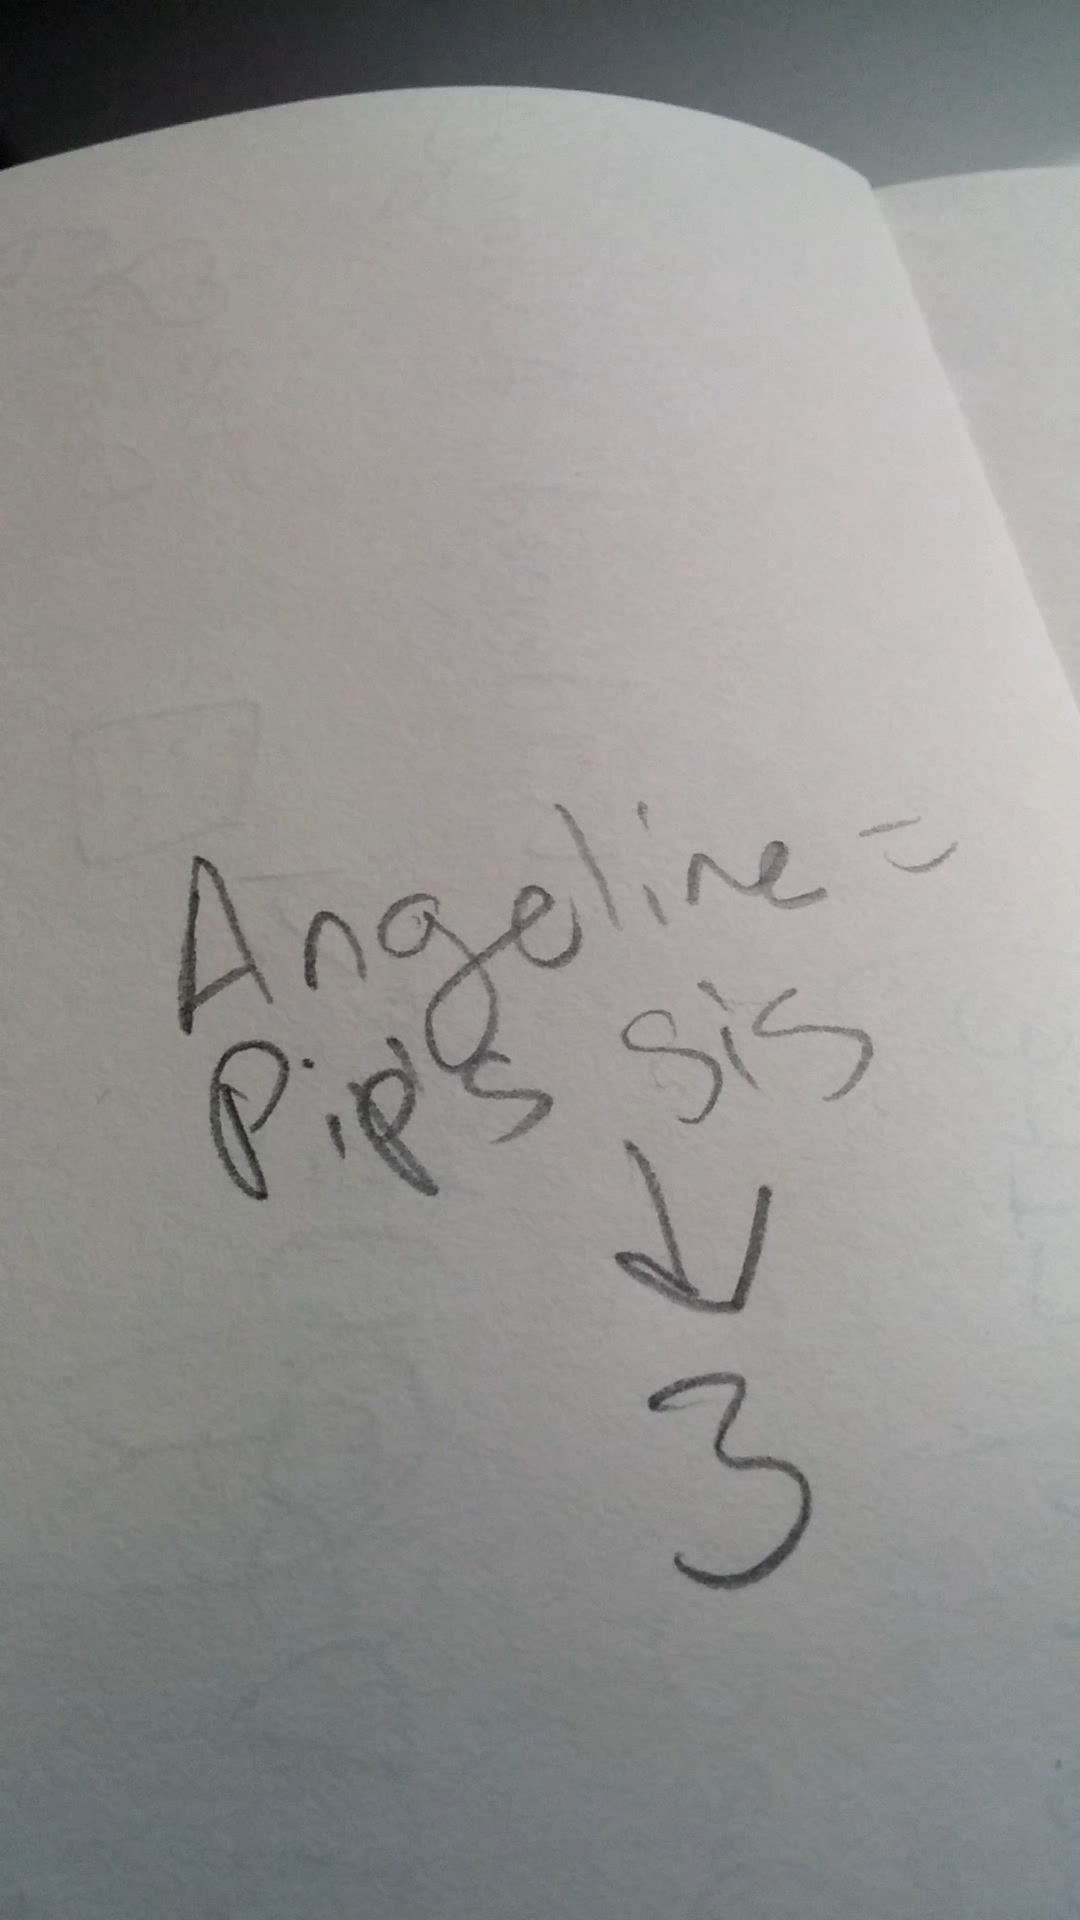 Angeline =
Pip's sis
↓
3